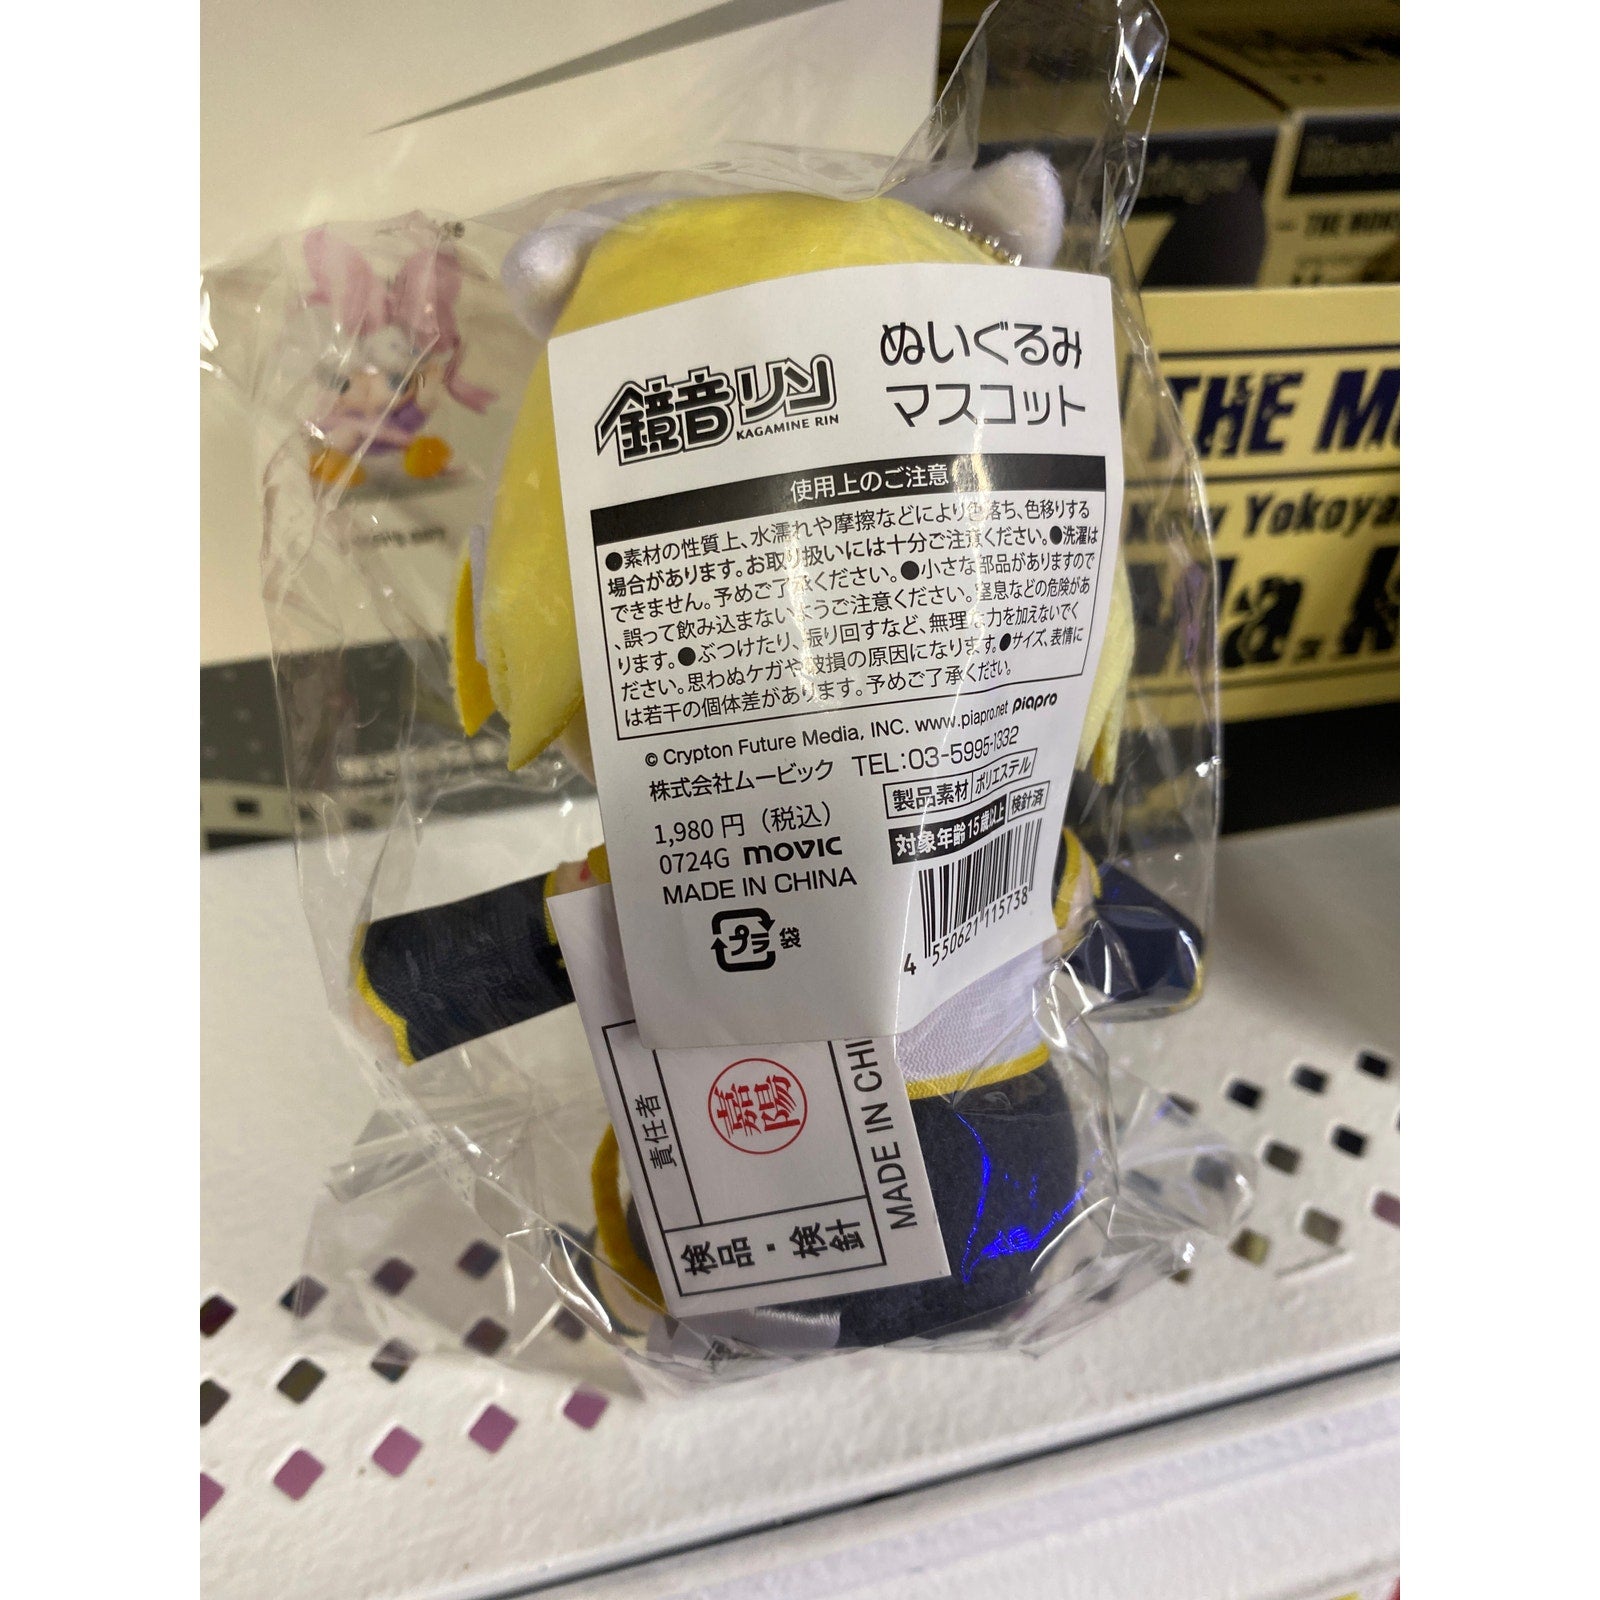 鏡音リン
KAGAMINE RIN
ぬいぐるみ
マスコット
使用上のご注意
●素材の性質上、水濡れや摩擦などにより色落ち、色移りする
場合があります。お取り扱いには十分ご注意ください。●洗濯は
できません。予めご了承ください。●小さな部品がありますので
、誤って飲み込まないようご注意ください。窒息などの危険があ
ります。●ぶつけたり、振り回すなど、無理な力を加えないでく
ださい。思わぬケガや破損の原因になります。●サイズ、表情に
は若干の個体差があります。予めご了承ください。
© Crypton Future Media, INC. www.piapro.net piapro
株式会社ムービック TEL:03-5995-1332
1,980円（税込）
0724G movic
MADE IN CHINA
プラ 袋
製品素材 ポリエステル
対象年齢15歳以上 検針済
4 550621 115738
責任者
嘉陽
検品・検針
MADE IN CHI
THE M
Yokoya